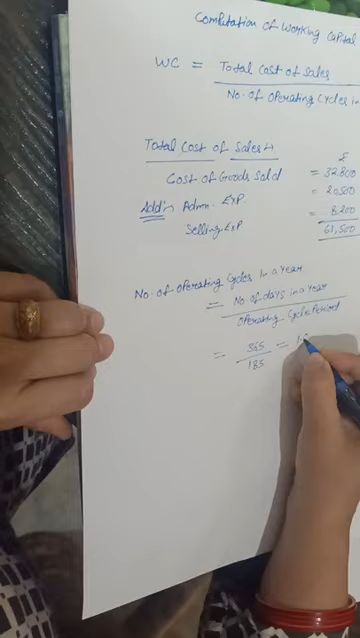 Computation of Working Capital
WC = Total Cost of Sales
No. of Operating Cycles in
Total Cost of Sales
₹
Cost of Goods Sold = 32,800
Add:) Admn. Exp. = 20,500
Selling Exp = 8,200
61,500
No. of Operating Cycles in a Year
= No. of days in a Year
Operating Cycle Period
= 365
185
= 1